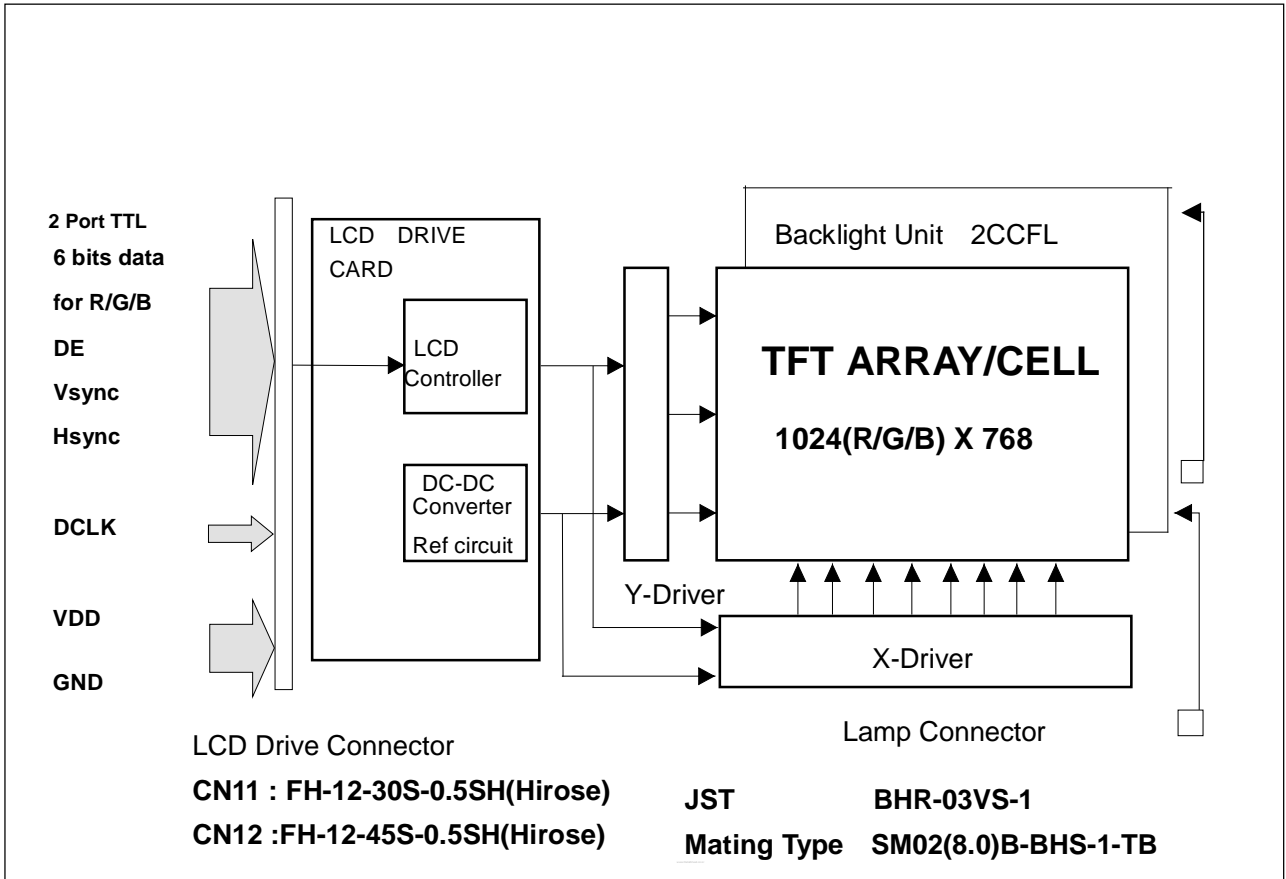 2 Port TTL
6 bits data
for R/G/B
DE
Vsync
Hsync
DCLK
VDD
GND
LCD DRIVE
CARD
LCD
Controller
DC-DC
Converter
Ref circuit
Y-Driver
Backlight Unit 2CCFL
TFT ARRAY/CELL
1024(R/G/B) X 768
X-Driver
LCD Drive Connector
CN11 : FH-12-30S-0.5SH(Hirose)
CN12 :FH-12-45S-0.5SH(Hirose)
Lamp Connector
JST BHR-03VS-1
Mating Type SM02(8.0)B-BHS-1-TB